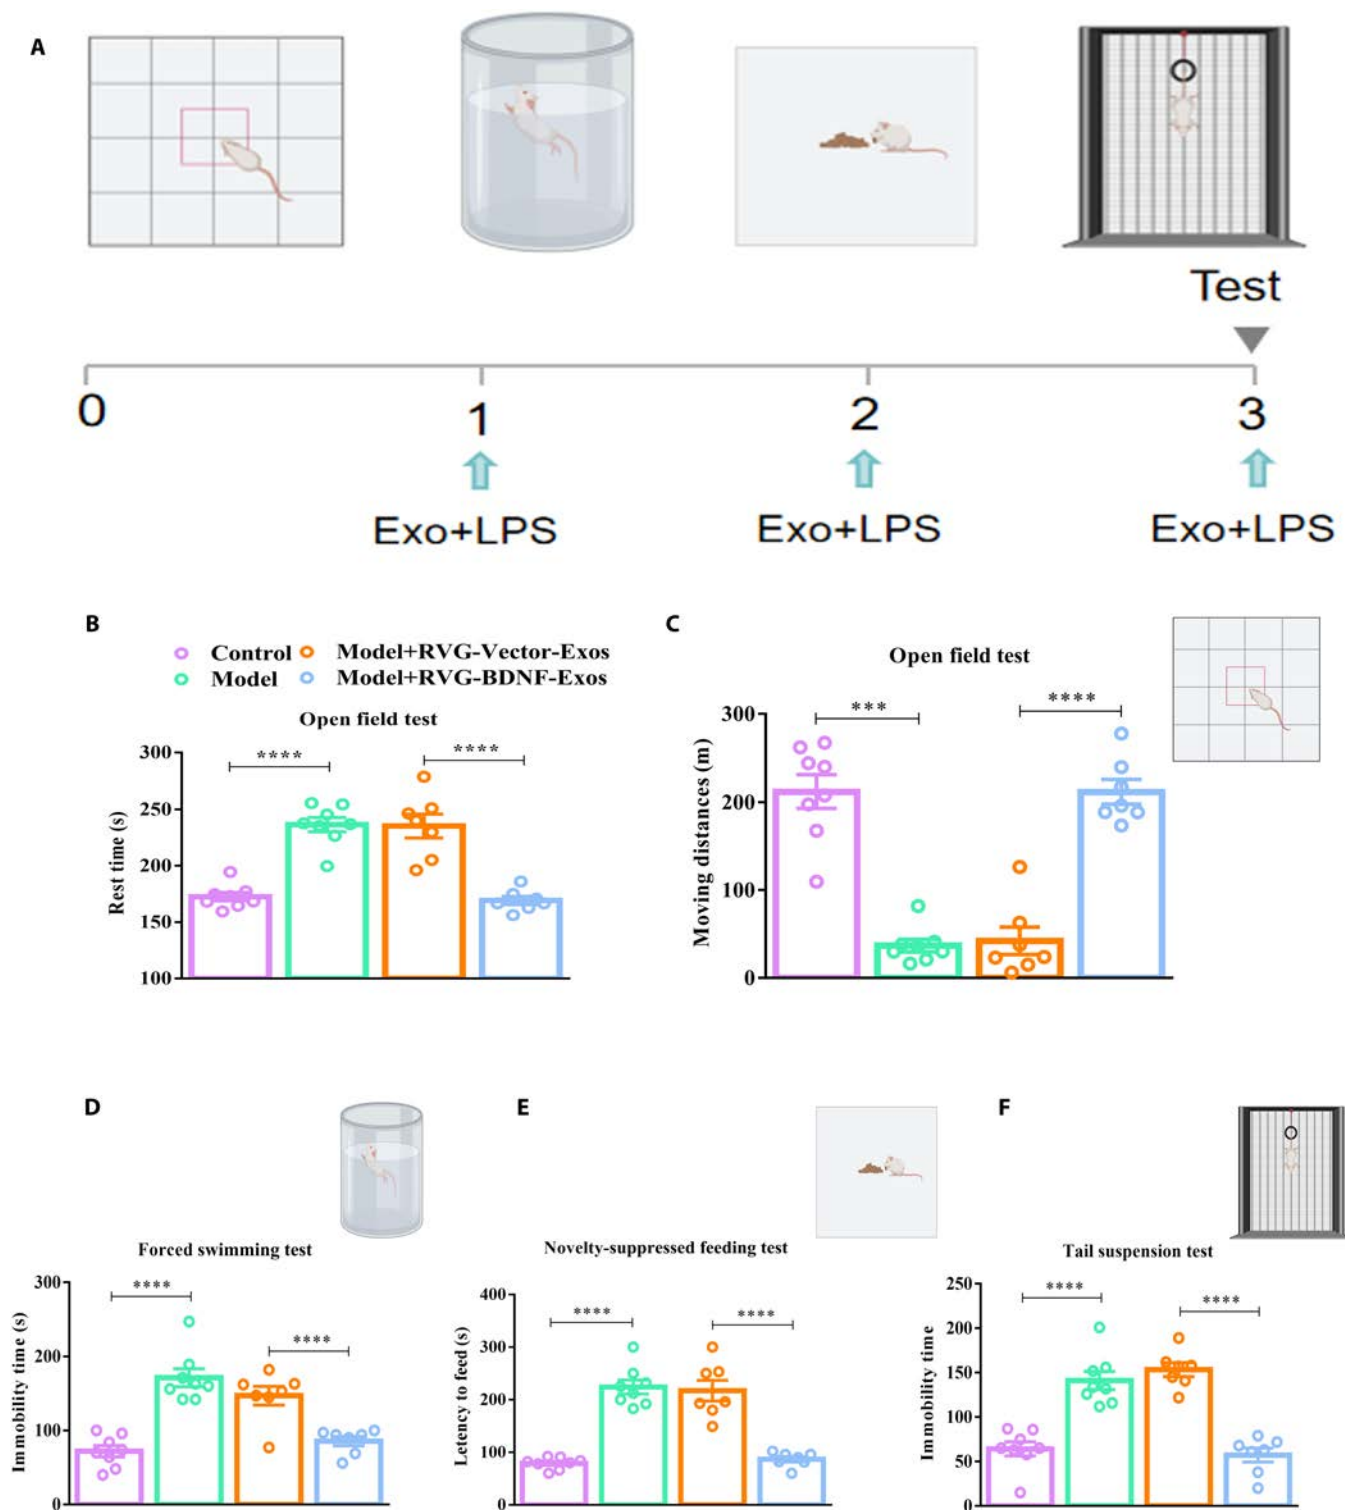 A
Test
0 1 2 3
Exo+LPS Exo+LPS Exo+LPS
B
Control Model+RVG-Vector-Exos
Model Model+RVG-BDNF-Exos
Open field test
**** ****
300
250
200
150
100
Rest time (s)
C
Open field test
*** ****
300
200
100
0
Moving distances (m)
D
Forced swimming test
**** ****
300
200
100
0
Immobility time (s)
E
Novelty-suppressed feeding test
**** ****
400
300
200
100
0
Letency to feed (s)
F
Tail suspension test
**** ****
250
200
150
100
50
0
Immobility time